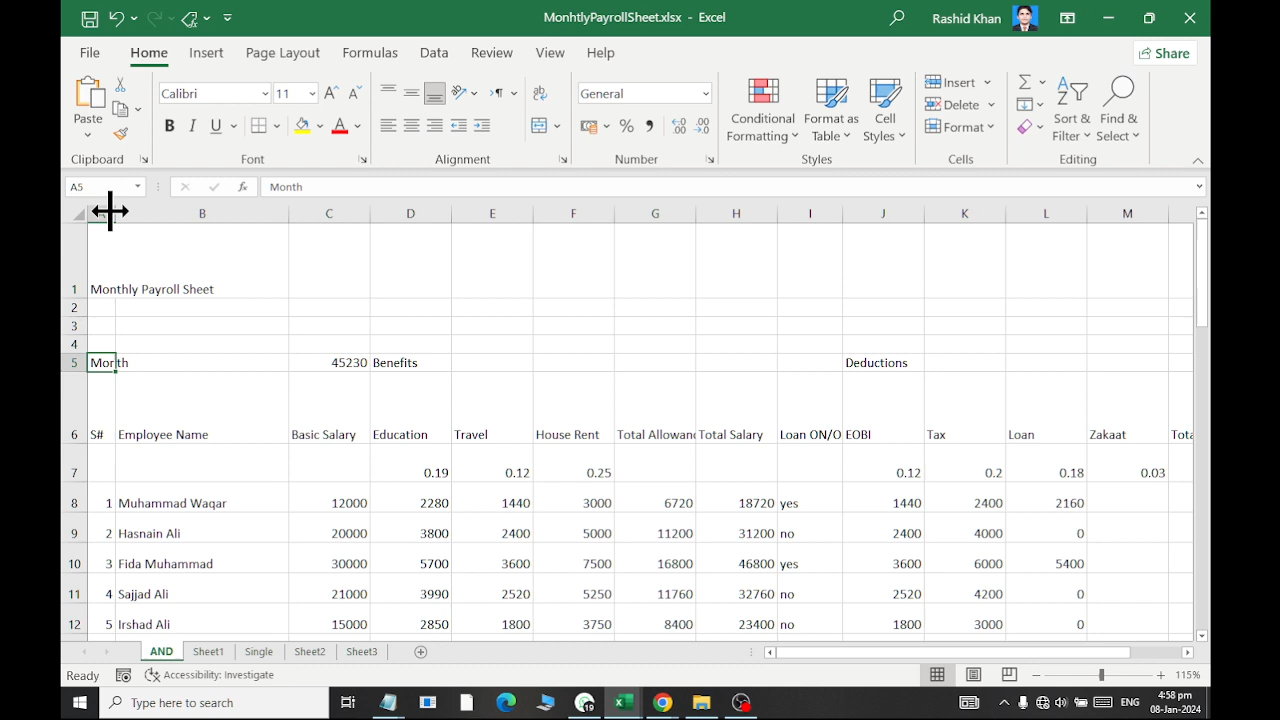 MonhtlyPayrollSheet.xlsx - Excel
Rashid Khan
File Home Insert Page Layout Formulas Data Review View Help
Share
Paste
Calibri 11
B I U
General
Conditional Formatting
Format as Table
Cell Styles
Insert
Delete
Format
Sort & Filter
Find & Select
Clipboard Font Alignment Number Styles Cells Editing
A5 fx Month
B C D E F G H I J K L M
1 Monthly Payroll Sheet
2
3
4
5 Month 45230 Benefits Deductions
6 S# Employee Name Basic Salary Education Travel House Rent Total Allowan Total Salary Loan ON/O EOBI Tax Loan Zakaat Tota
7 0.19 0.12 0.25 0.12 0.2 0.18 0.03
8 1 Muhammad Waqar 12000 2280 1440 3000 6720 18720 yes 1440 2400 2160
9 2 Hasnain Ali 20000 3800 2400 5000 11200 31200 no 2400 4000 0
10 3 Fida Muhammad 30000 5700 3600 7500 16800 46800 yes 3600 6000 5400
11 4 Sajjad Ali 21000 3990 2520 5250 11760 32760 no 2520 4200 0
12 5 Irshad Ali 15000 2850 1800 3750 8400 23400 no 1800 3000 0
AND Sheet1 Single Sheet2 Sheet3
Ready Accessibility: Investigate 115%
Type here to search
ENG
4:58 pm
08-Jan-2024